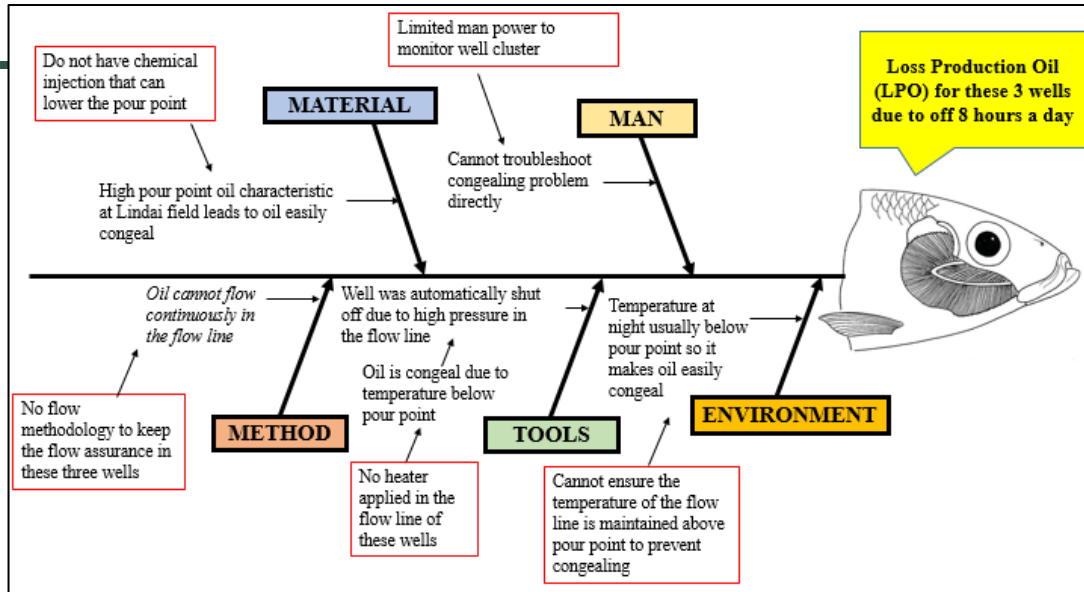 Limited man power to
monitor well cluster
Do not have chemical
injection that can
lower the pour point
Loss Production Oil
(LPO) for these 3 wells
due to off 8 hours a day
MATERIAL
MAN
Cannot troubleshoot
congealing problem
directly
High pour point oil characteristic
at Lindai field leads to oil easily
congeal
Oil cannot flow
continuously in
the flow line
Well was automatically shut
off due to high pressure in
the flow line
Temperature at
night usually below
pour point so it
makes oil easily
congeal
Oil is congeal due to
temperature below
pour point
No flow
methodology to keep
the flow assurance in
these three wells
METHOD
TOOLS
ENVIRONMENT
No heater
applied in the
flow line of
these wells
Cannot ensure the
temperature of the flow
line is maintained above
pour point to prevent
congealing